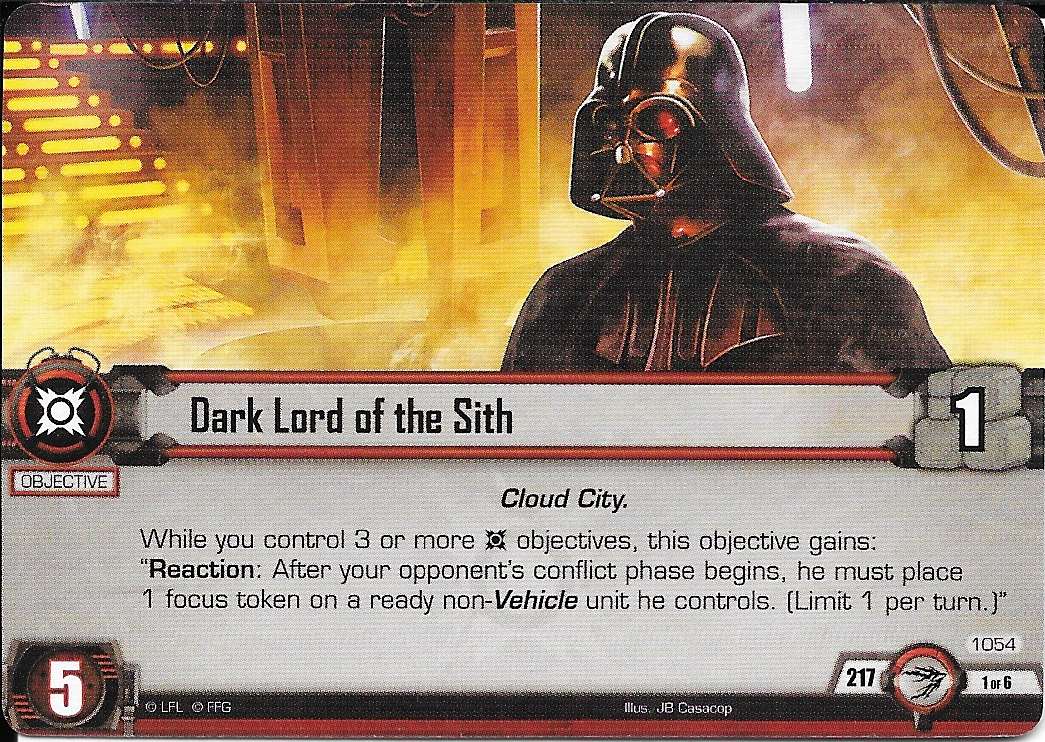 Dark Lord of the Sith
1
OBJECTIVE
Cloud City.
While you control 3 or more objectives, this objective gains:
“Reaction: After your opponent’s conflict phase begins, he must place
1 focus token on a ready non-Vehicle unit he controls. (Limit 1 per turn.)”
1054
5
217
1 OF 6
© LFL © FFG
Illus. JB Casacop